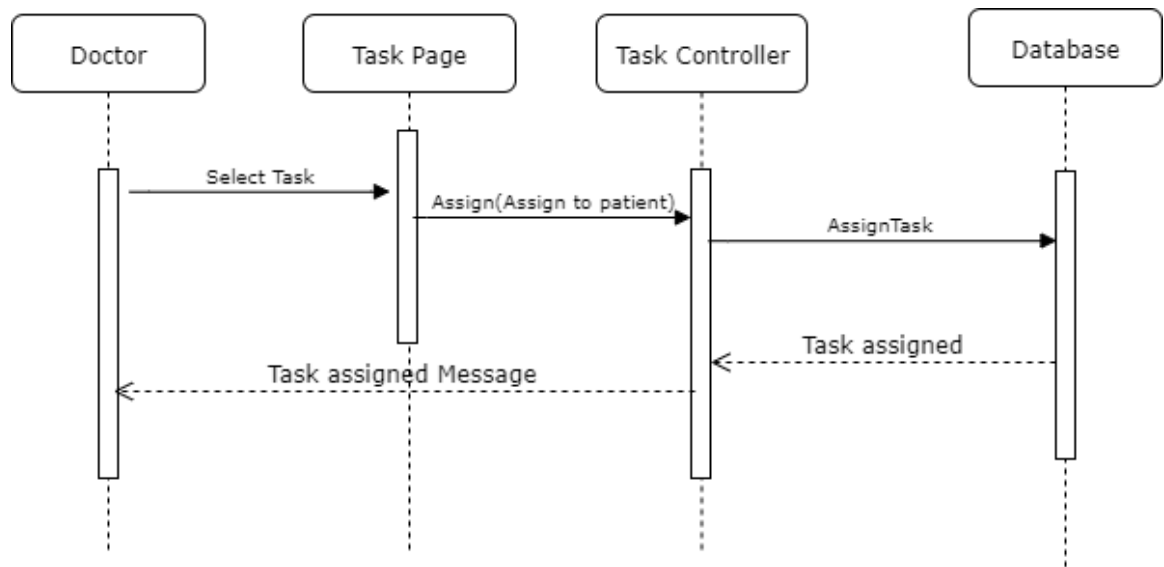 Doctor
Task Page
Task Controller
Database
Select Task
Assign(Assign to patient)
AssignTask
Task assigned
Task assigned Message